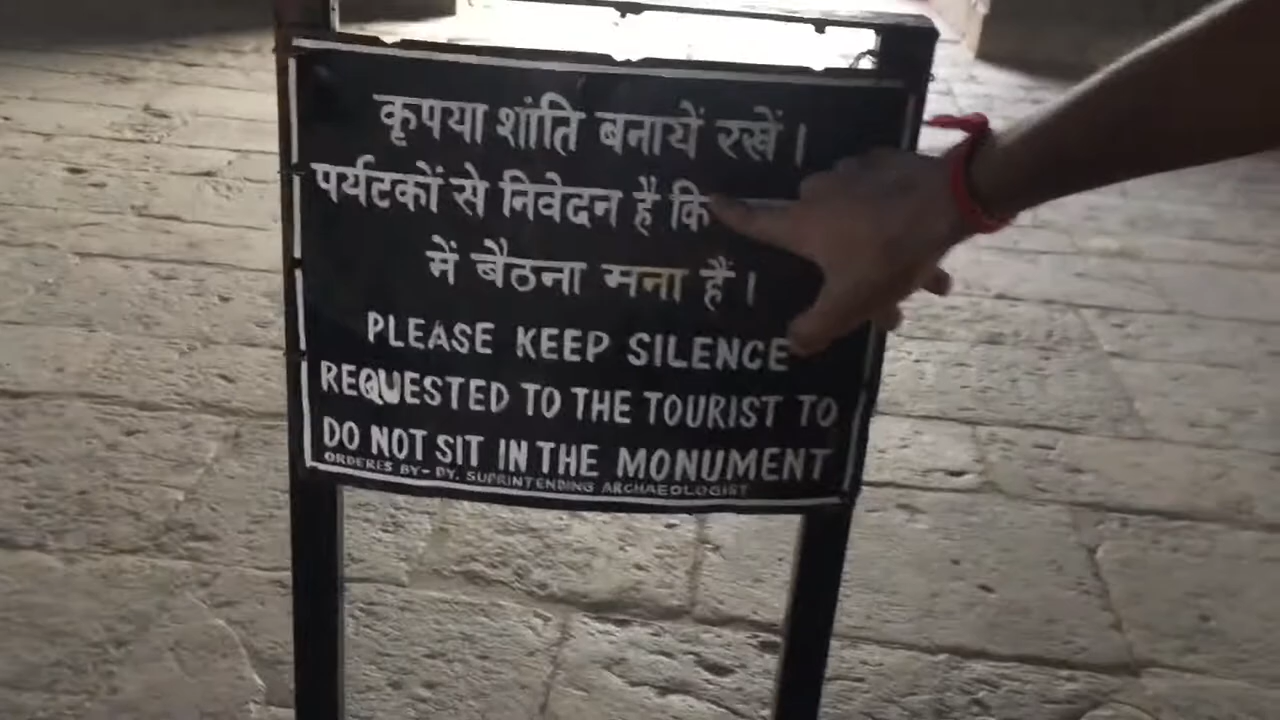 कृपया शांति बनायें रखें।
पर्यटकों से निवेदन है कि
में बैठना मना हैं।
PLEASE KEEP SILENCE
REQUESTED TO THE TOURIST TO
DO NOT SIT IN THE MONUMENT
ORDERES BY- DY. SUPRINTENDING ARCHAEOLOGIST